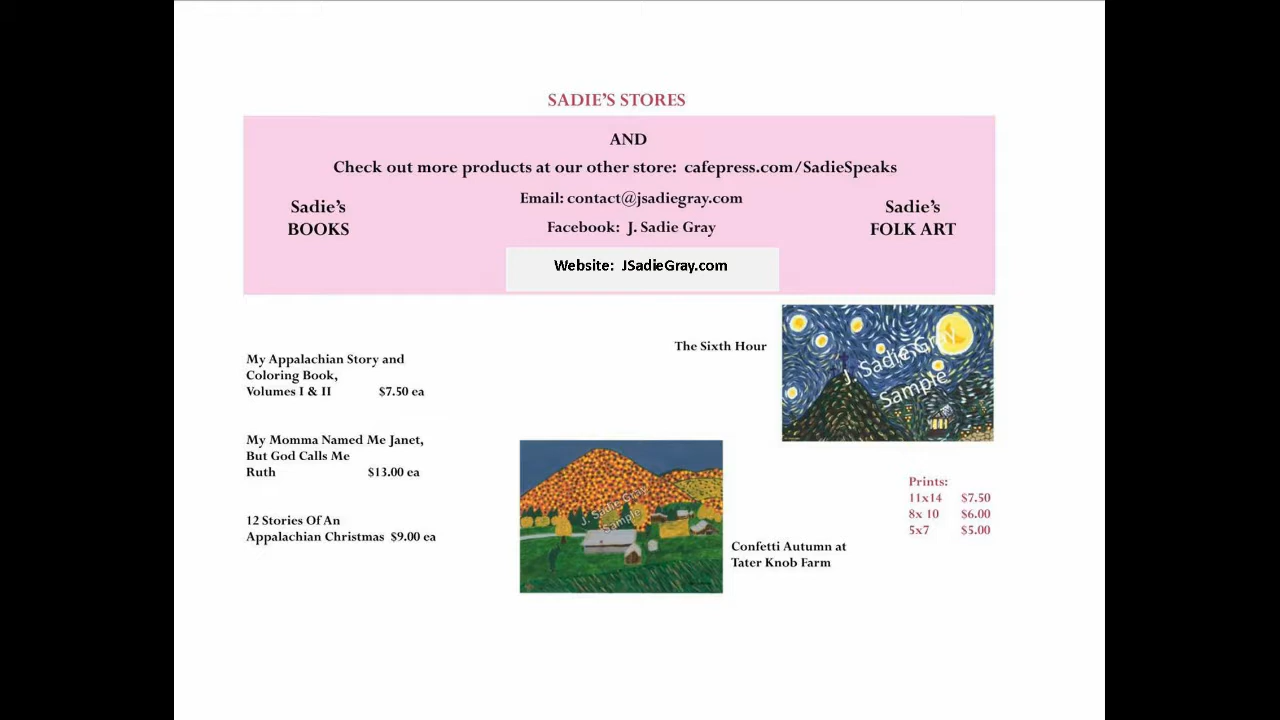 SADIE'S STORES
AND
Check out more products at our other store: cafepress.com/SadieSpeaks
Email: contact@jsadiegray.com
Facebook: J. Sadie Gray
Website: JSadieGray.com
Sadie's
BOOKS
Sadie's
FOLK ART
My Appalachian Story and
Coloring Book,
Volumes I & II $7.50 ea
My Momma Named Me Janet,
But God Calls Me
Ruth $13.00 ea
12 Stories Of An
Appalachian Christmas $9.00 ea
The Sixth Hour
J. Sadie Gray
Sample
J. Sadie Gray
Sample
Confetti Autumn at
Tater Knob Farm
Prints:
11x14 $7.50
8x 10 $6.00
5x7 $5.00